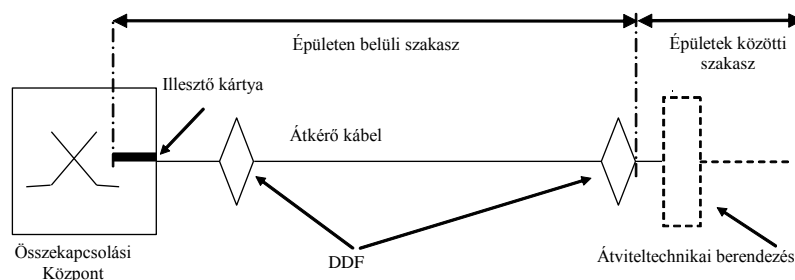 Épületen belüli szakasz
Épületek közötti
szakasz
Illesztő kártya
Átkérő kábel
Összekapcsolási
Központ
DDF
Átviteltechnikai berendezés